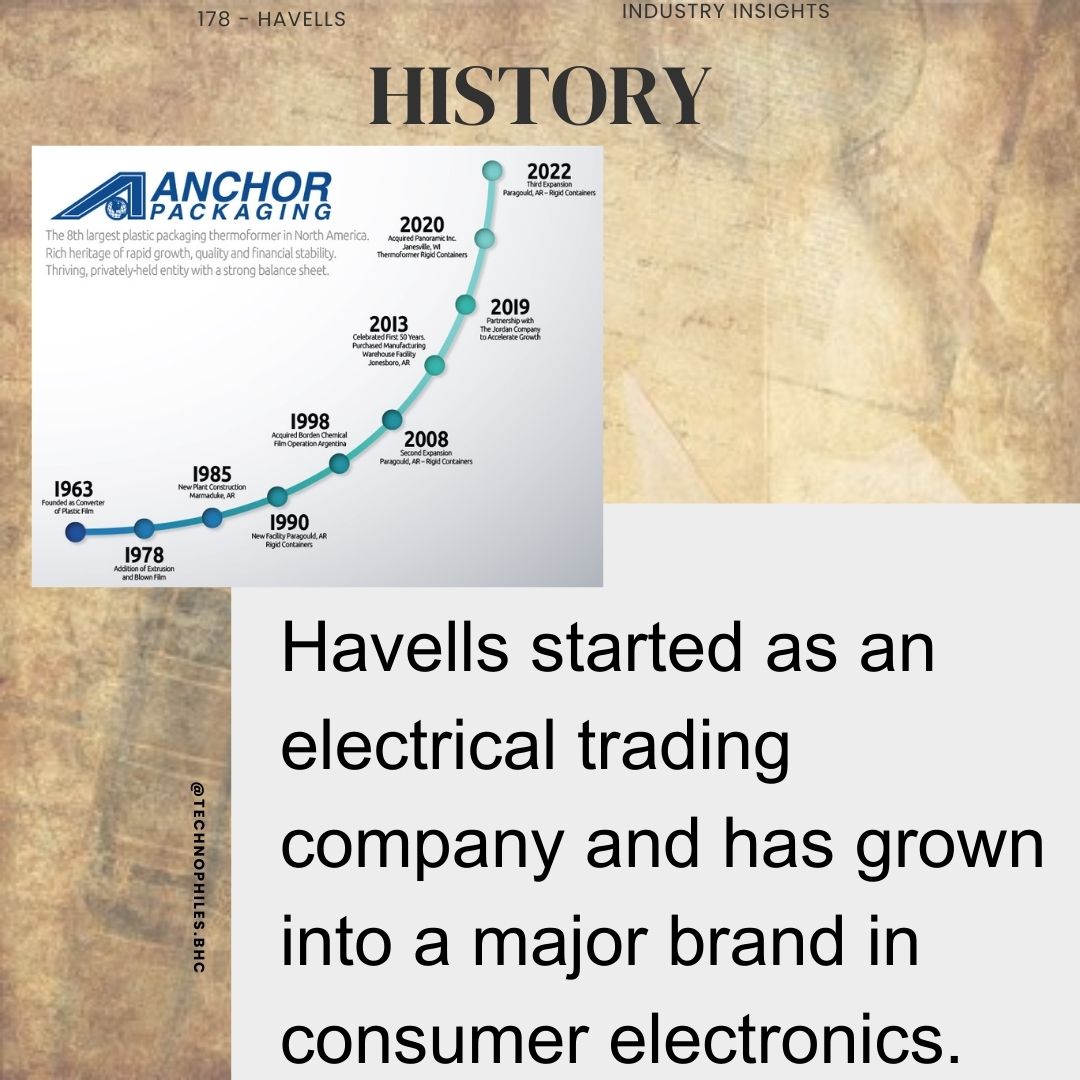 178 - HAVELLS
INDUSTRY INSIGHTS
HISTORY
ANCHOR
PACKAGING
The 8th largest plastic packaging thermoformer in North America.
Rich heritage of rapid growth, quality and financial stability.
Thriving, privately-held entity with a strong balance sheet.
2022
Third Expansion
Paragould, AR – Rigid Containers
2020
Acquired Panoramic Inc.
Janesville, WI
Thermoformer Rigid Containers
2019
Partnership with
The Jordan Company
to Accelerate Growth
2013
Celebrated First 50 Years.
Purchased Manufacturing
Warehouse Facility
Jonesboro, AR
1998
Acquired Borden Chemical
Film Operation Argentina
2008
Second Expansion
Paragould, AR – Rigid Containers
1985
New Plant Construction
Marmaduke, AR
1963
Founded as Converter
of Plastic Film
1990
New Facility Paragould, AR
Rigid Containers
1978
Addition of Extrusion
and Blown Film
Havells started as an
electrical trading
company and has grown
into a major brand in
consumer electronics.
@TECHNOPHILES.BHC